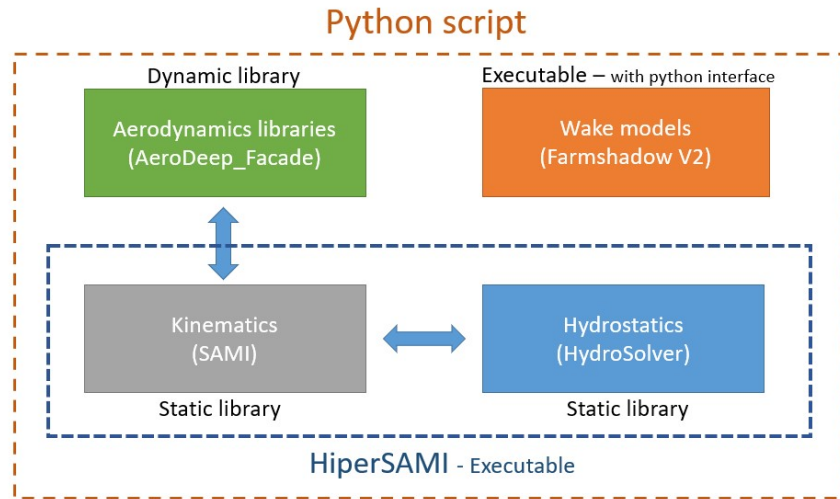 Python script
Dynamic library
Executable – with python interface
Aerodynamics libraries
(AeroDeep_Facade)
Wake models
(Farmshadow V2)
Kinematics
(SAMI)
Hydrostatics
(HydroSolver)
Static library
Static library
HiperSAMI - Executable